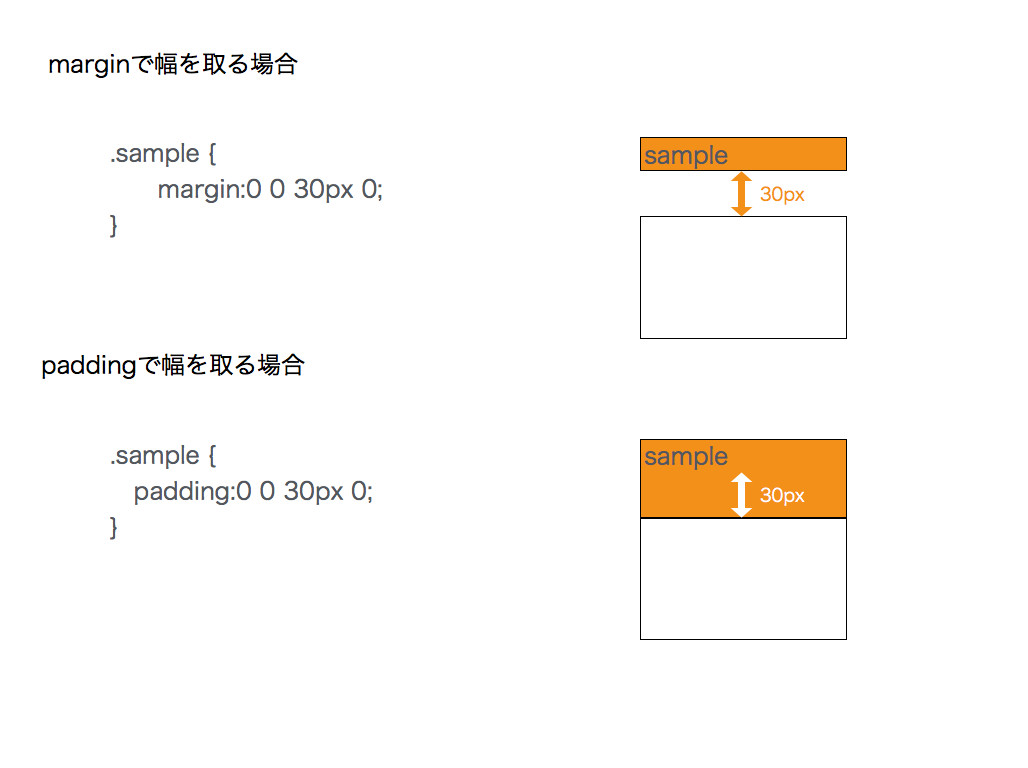 marginで幅を取る場合
.sample {
margin:0 0 30px 0;
}
sample
30px
paddingで幅を取る場合
.sample {
padding:0 0 30px 0;
}
sample
30px